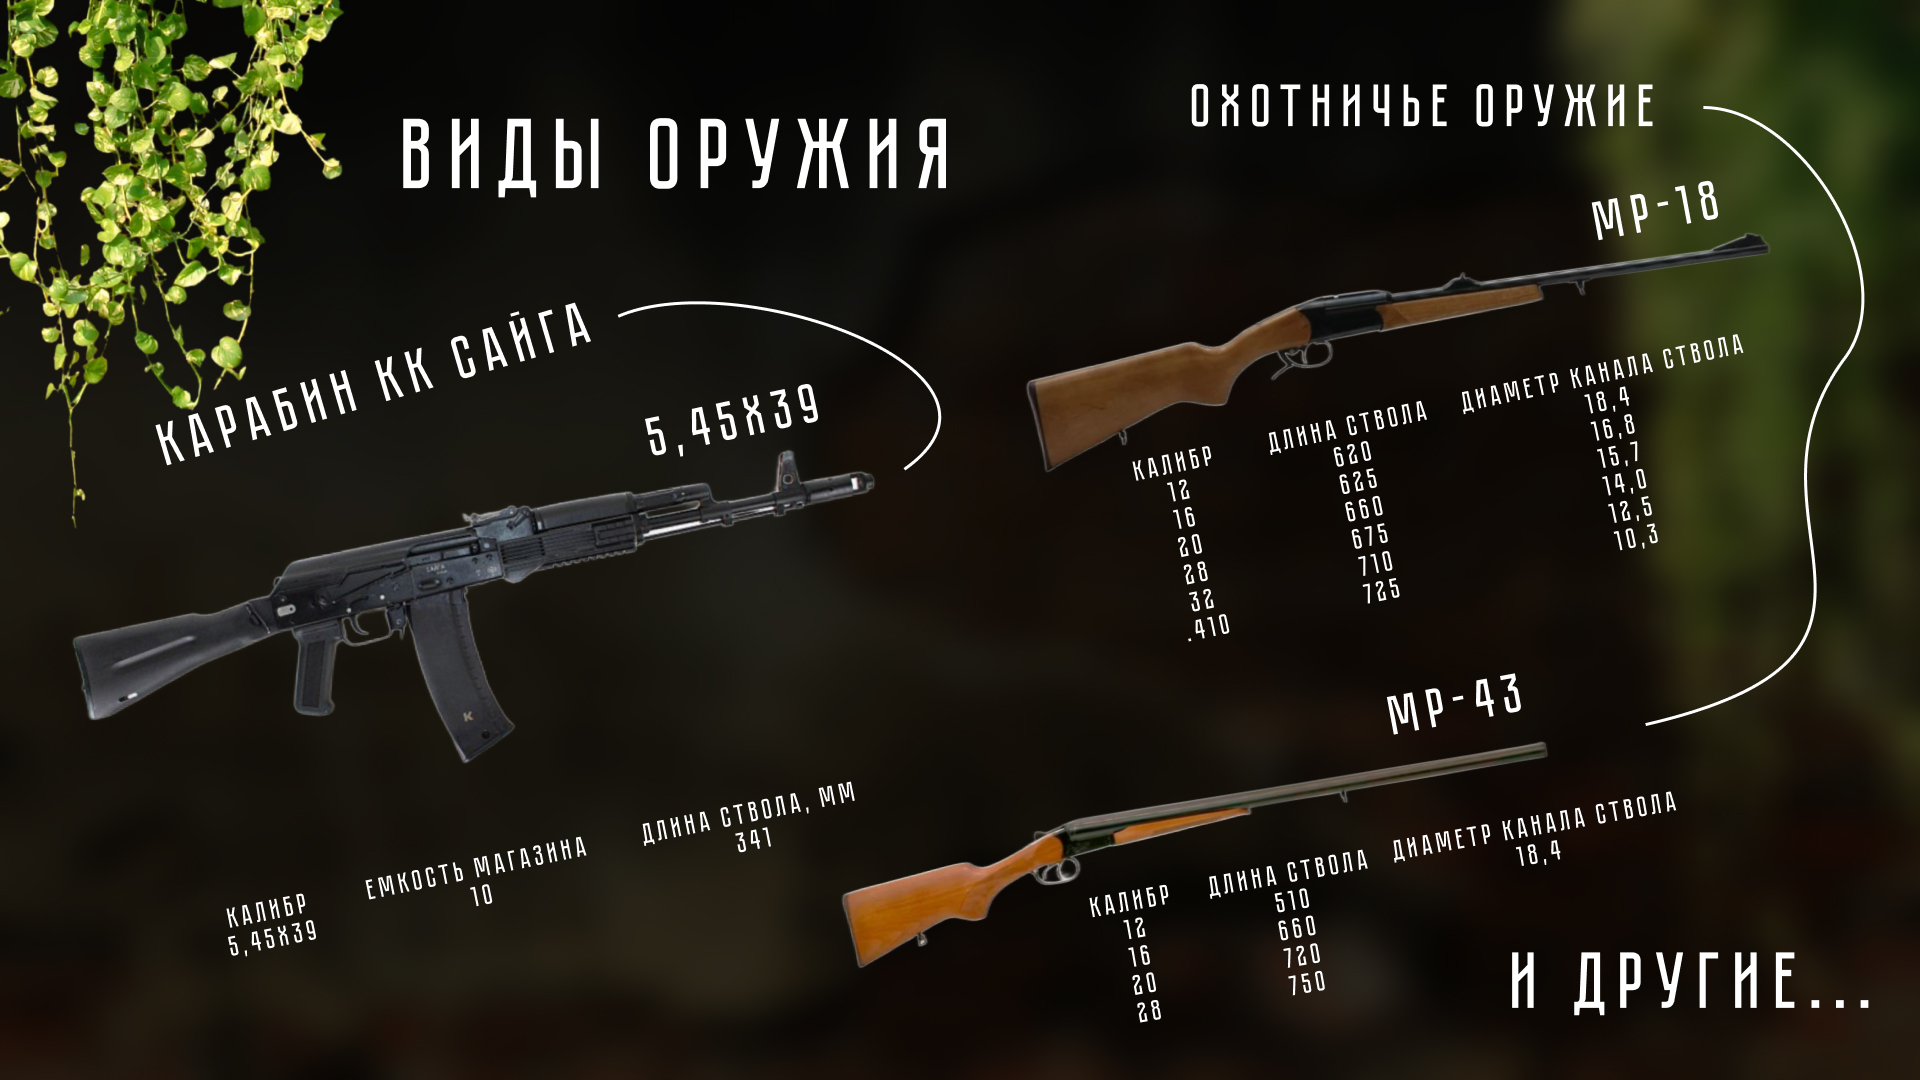 ВИДЫ ОРУЖИЯ
КАРАБИН КК САЙГА
5,45Х39
КАЛИБР
5,45Х39
ЕМКОСТЬ МАГАЗИНА
10
ДЛИНА СТВОЛА, ММ
341
ОХОТНИЧЬЕ ОРУЖИЕ
МР-18
КАЛИБР
12
16
20
28
32
.410
ДЛИНА СТВОЛА
620
625
660
675
710
725
ДИАМЕТР КАНАЛА СТВОЛА
18,4
16,8
15,7
14,0
12,5
10,3
МР-43
КАЛИБР
12
16
20
28
ДЛИНА СТВОЛА
510
660
720
750
ДИАМЕТР КАНАЛА СТВОЛА
18,4
И ДРУГИЕ...